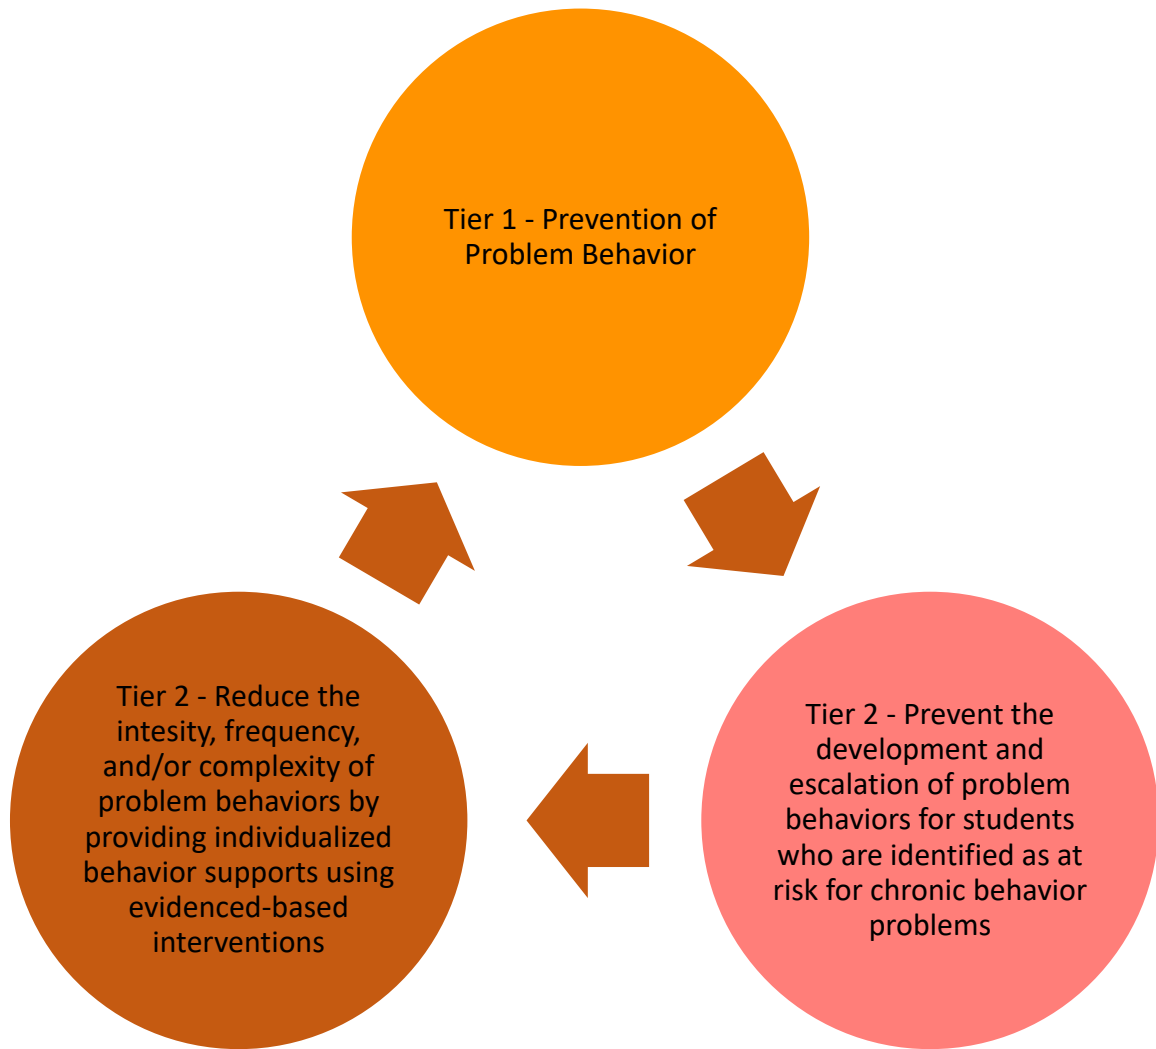 Tier 1 - Prevention of
Problem Behavior
Tier 2 - Prevent the
development and
escalation of problem
behaviors for students
who are identified as at
risk for chronic behavior
problems
Tier 2 - Reduce the
intesity, frequency,
and/or complexity of
problem behaviors by
providing individualized
behavior supports using
evidenced-based
interventions